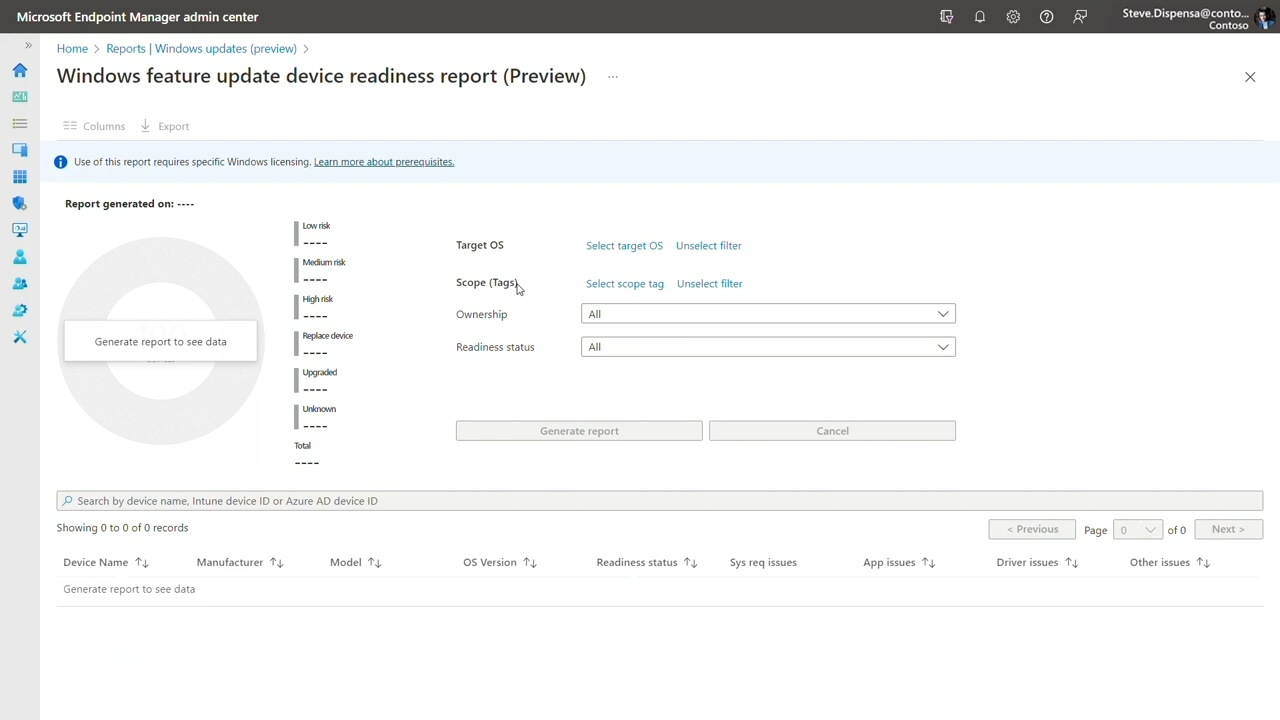 Microsoft Endpoint Manager admin center
Steve.Dispensa@conto...
Contoso
Home > Reports | Windows updates (preview) >
Windows feature update device readiness report (Preview) ...
Columns Export
Use of this report requires specific Windows licensing. Learn more about prerequisites.
Report generated on: ----
Generate report to see data
Low risk
----
Medium risk
----
High risk
----
Replace device
----
Upgraded
----
Unknown
----
Total
----
Target OS Select target OS Unselect filter
Scope (Tags) Select scope tag Unselect filter
Ownership All
Readiness status All
Generate report Cancel
Search by device name, Intune device ID or Azure AD device ID
Showing 0 to 0 of 0 records
< Previous Page 0 of 0 Next >
Device Name Manufacturer Model OS Version Readiness status Sys req issues App issues Driver issues Other issues
Generate report to see data